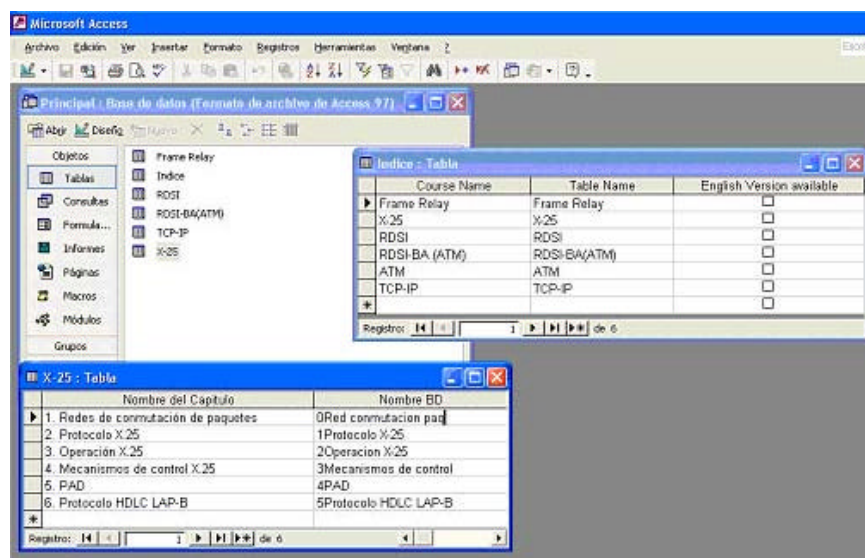 Microsoft Access
Archivo Edición Ver Insertar Formato Registros Herramientas Ventana ?
Principal : Base de datos (Formato de archivo de Access 97)
Abrir Diseño Nuevo
Objetos
Tablas
Consultas
Formula...
Informes
Páginas
Macros
Módulos
Grupos
Frame Relay
Indice
RDSI
RDSI-BA(ATM)
TCP-IP
X-25
Indice : Tabla
Course Name Table Name English Version available
Frame Relay Frame Relay
X-25 X-25
RDSI RDSI
RDSI-BA (ATM) RDSI-BA(ATM)
ATM ATM
TCP-IP TCP-IP
Registro: 1 de 6
X-25 : Tabla
Nombre del Capitulo Nombre BD
1. Redes de conmutación de paquetes 0Red conmutacion paq
2. Protocolo X.25 1Protocolo X-25
3. Operación X.25 2Operacion X-25
4. Mecanismos de control X.25 3Mecanismos de control
5. PAD 4PAD
6. Protocolo HDLC LAP-B 5Protocolo HDLC LAP-B
Registro: 1 de 6